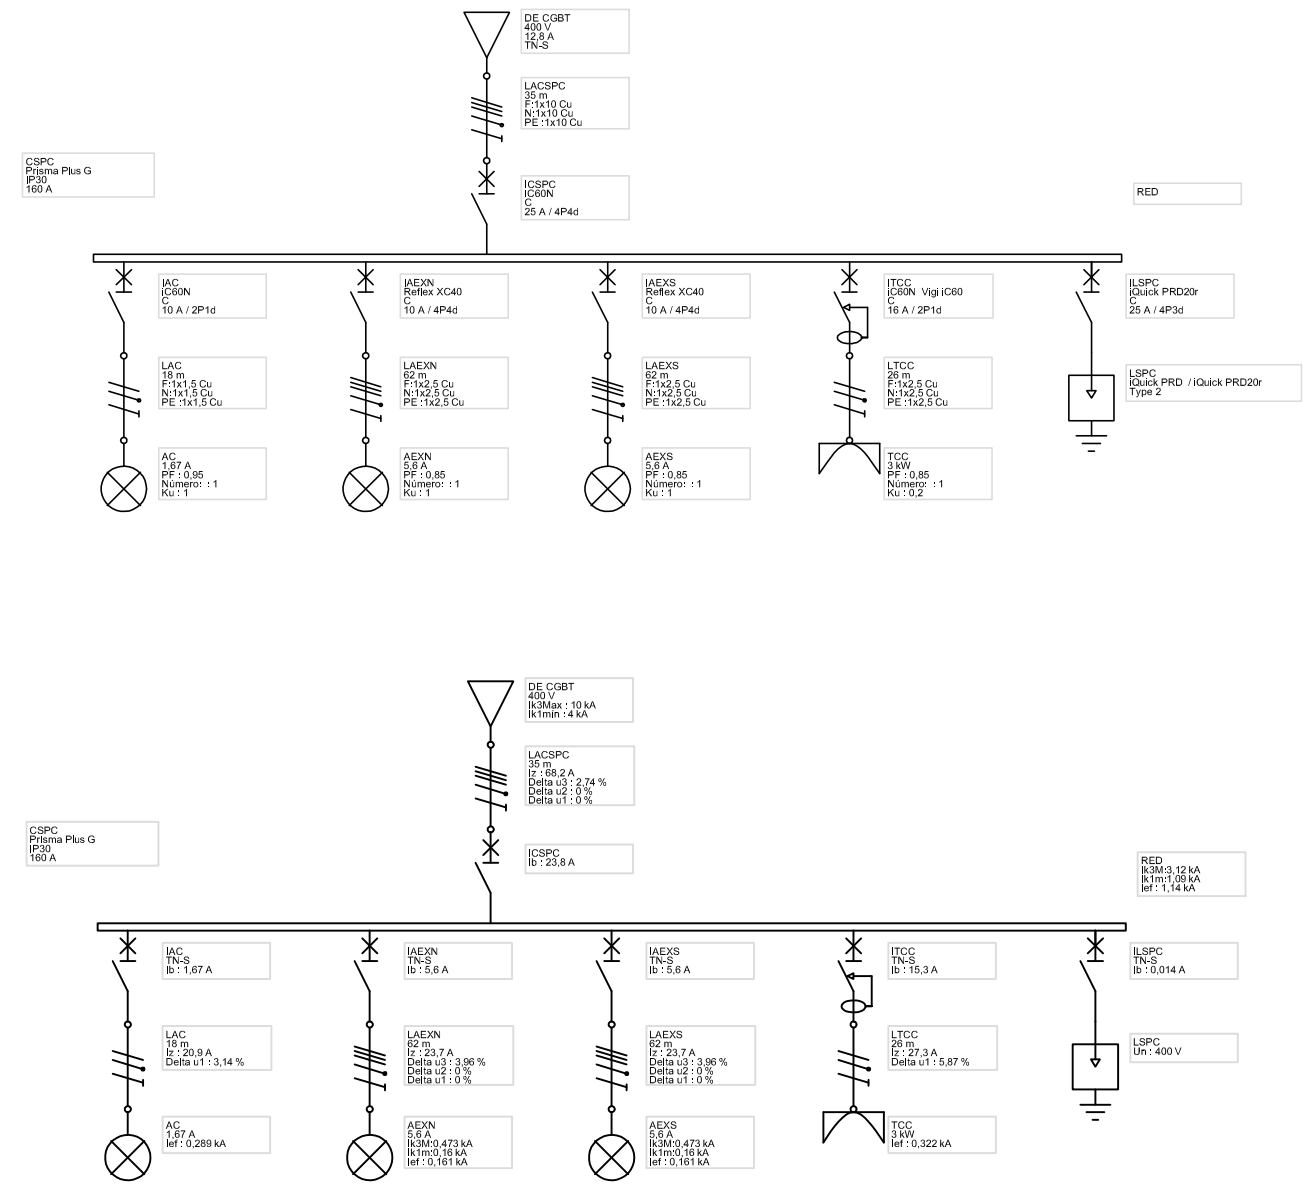 DE CGBT
400 V
12,8 A
TN-S
LACSPC
35 m
F:1x10 Cu
N:1x10 Cu
PE :1x10 Cu
CSPC
Prisma Plus G
IP30
160 A
ICSPC
IC60N
C
25 A / 4P4d
RED
IAC
iC60N
C
10 A / 2P1d
IAEXN
Reflex XC40
C
10 A / 4P4d
IAEXS
Reflex XC40
C
10 A / 4P4d
ITCC
iC60N Vigi iC60
C
16 A / 2P1d
ILSPC
iQuick PRD20r
C
25 A / 4P3d
LAC
18 m
F:1x1,5 Cu
N:1x1,5 Cu
PE :1x1,5 Cu
LAEXN
62 m
F:1x2,5 Cu
N:1x2,5 Cu
PE :1x2,5 Cu
LAEXS
62 m
F:1x2,5 Cu
N:1x2,5 Cu
PE :1x2,5 Cu
LTCC
26 m
F:1x2,5 Cu
N:1x2,5 Cu
PE :1x2,5 Cu
LSPC
iQuick PRD / iQuick PRD20r
Type 2
AC
1,67 A
PF : 0,95
Número: : 1
Ku : 1
AEXN
5,6 A
PF : 0,85
Número: : 1
Ku : 1
AEXS
5,6 A
PF : 0,85
Número: : 1
Ku : 1
TCC
3 kW
PF : 0,85
Número: : 1
Ku : 0,2
DE CGBT
400 V
Ik3Max : 10 kA
Ik1min : 4 kA
LACSPC
35 m
Iz : 68,2 A
Delta u3 : 2,74 %
Delta u2 : 0 %
Delta u1 : 0 %
CSPC
Prisma Plus G
IP30
160 A
ICSPC
Ib : 23,8 A
RED
Ik3M:3,12 kA
Ik1m:1,09 kA
Ief : 1,14 kA
IAC
TN-S
Ib : 1,67 A
IAEXN
TN-S
Ib : 5,6 A
IAEXS
TN-S
Ib : 5,6 A
ITCC
TN-S
Ib : 15,3 A
ILSPC
TN-S
Ib : 0,014 A
LAC
18 m
Iz : 20,9 A
Delta u1 : 3,14 %
LAEXN
62 m
Iz : 23,7 A
Delta u3 : 3,96 %
Delta u2 : 0 %
Delta u1 : 0 %
LAEXS
62 m
Iz : 23,7 A
Delta u3 : 3,96 %
Delta u2 : 0 %
Delta u1 : 0 %
LTCC
26 m
Iz : 27,3 A
Delta u1 : 5,87 %
LSPC
Un : 400 V
AC
1,67 A
Ief : 0,289 kA
AEXN
5,6 A
Ik3M:0,473 kA
Ik1m:0,16 kA
Ief : 0,161 kA
AEXS
5,6 A
Ik3M:0,473 kA
Ik1m:0,16 kA
Ief : 0,161 kA
TCC
3 kW
Ief : 0,322 kA